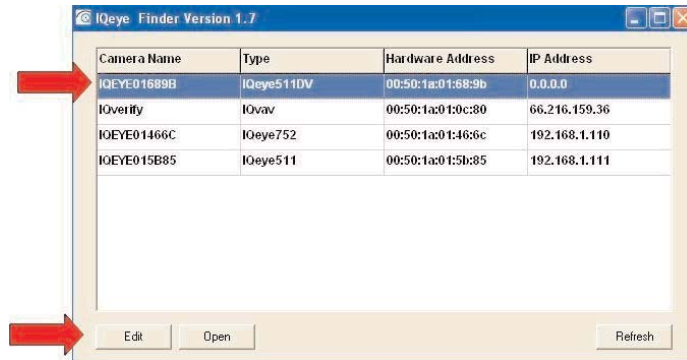 IQeye Finder Version 1.7
Camera Name Type Hardware Address IP Address
IQEYE01689B IQeye511DV 00:50:1a:01:68:9b 0.0.0.0
IQverify IQvav 00:50:1a:01:0c:80 66.216.159.36
IQEYE01466C IQeye752 00:50:1a:01:46:6c 192.168.1.110
IQEYE015B85 IQeye511 00:50:1a:01:5b:85 192.168.1.111
Edit Open Refresh